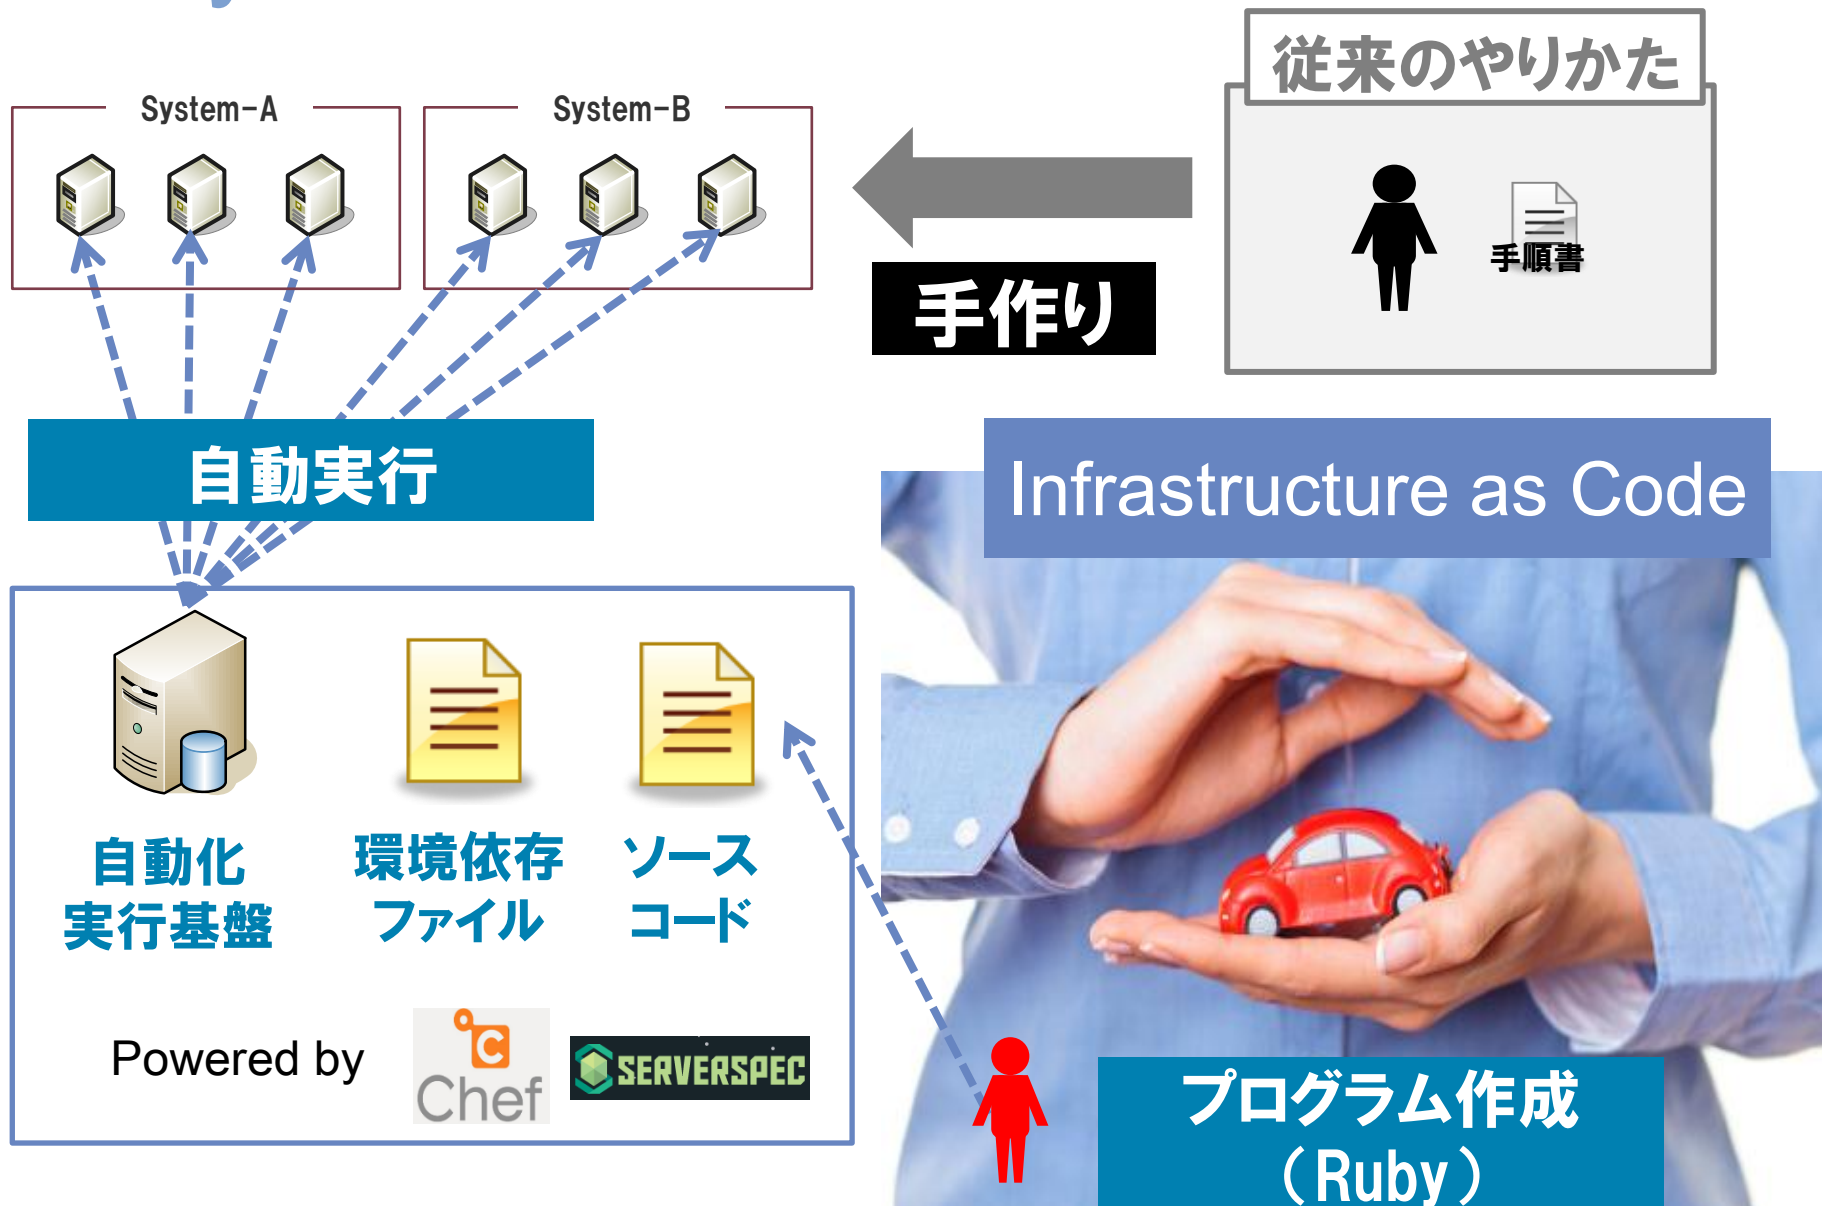 従来のやりかた
System-A
System-B
手順書
手作り
自動実行
Infrastructure as Code
自動化
実行基盤
環境依存
ファイル
ソース
コード
Powered by
Chef
SERVERSPEC
プログラム作成
（Ruby）